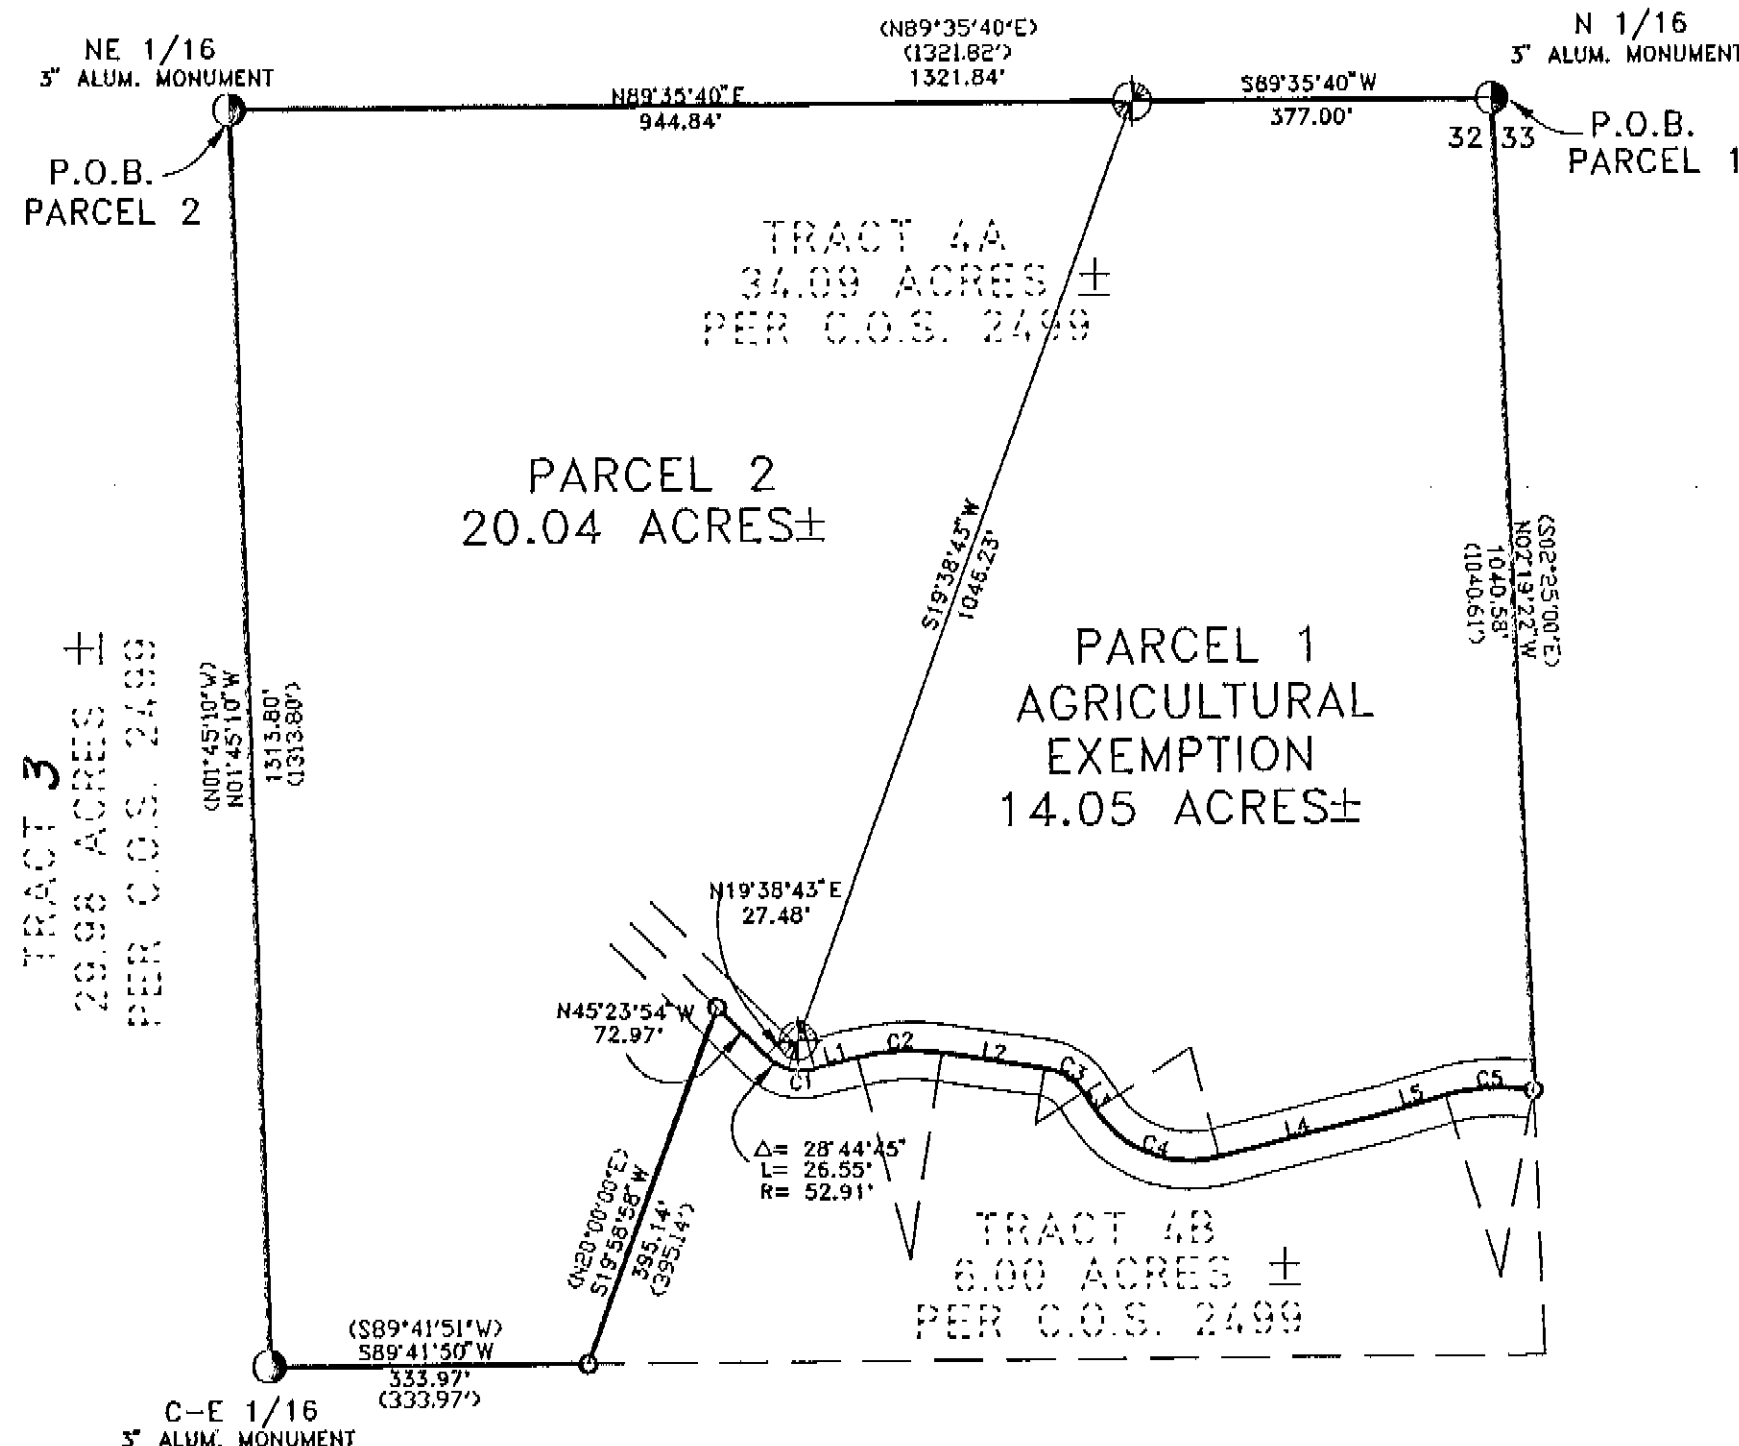 NE 1/16
3" ALUM. MONUMENT
(N89°35'40"E)
(1321.82')
1321.84'
N 1/16
3" ALUM. MONUMENT
N89°35'40"E
944.84'
S89°35'40"W
377.00'
32 33
P.O.B.
PARCEL 1
P.O.B.
PARCEL 2
TRACT 4A
34.09 ACRES ±
PER C.O.S. 2499
PARCEL 2
20.04 ACRES±
S19°38'43"W
(S02°25'00"E)
N02°19'22"W
1040.58'
(1040.61')
PARCEL 1
AGRICULTURAL
EXEMPTION
14.05 ACRES±
TRACT 3
ACRES ±
PER C.O.S. 2499
(N01°45'10"W)
N01°45'10"W
1313.80'
(1313.80')
N19°38'43"E
27.48'
N45°23'54"W
72.97'
C1
L1
C2
L2
C3
C4
L4
L5
C5
Δ= 28°44'45"
L= 26.55'
R= 52.91'
(N20°00'00"E)
S19°58'58"W
395.14'
(395.14')
TRACT 4B
6.00 ACRES ±
PER C.O.S. 2499
(S89°41'51"W)
S89°41'50"W
333.97'
(333.97')
C-E 1/16
3" ALUM. MONUMENT